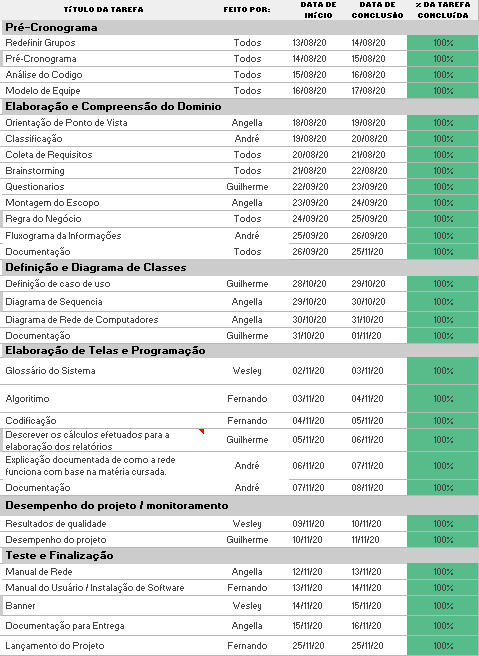 TÍTULO DA TAREFA FEITO POR: DATA DE INÍCIO DATA DE CONCLUSÃO % DA TAREFA CONCLUÍDA
Pré-Cronograma
Redefinir Grupos Todos 13/08/20 14/08/20 100%
Pré-Cronograma Todos 14/08/20 15/08/20 100%
Análise do Codigo Todos 15/08/20 16/08/20 100%
Modelo de Equipe Todos 16/08/20 17/08/20 100%
Elaboração e Compreensão do Dominio
Orientação de Ponto de Vista Angella 18/08/20 19/08/20 100%
Classificação André 19/08/20 20/08/20 100%
Coleta de Requisitos Todos 20/08/20 21/08/20 100%
Brainstorming Todos 21/08/20 22/08/20 100%
Questionarios Guilherme 22/09/20 23/09/20 100%
Montagem do Escopo Angella 23/09/20 24/09/20 100%
Regra do Negócio Todos 24/09/20 25/09/20 100%
Fluxograma da Informações André 25/09/20 26/09/20 100%
Documentação Todos 26/09/20 25/11/20 100%
Definição e Diagrama de Classes
Definição de caso de uso Guilherme 28/10/20 29/10/20 100%
Diagrama de Sequencia Angella 29/10/20 30/10/20 100%
Diagrama de Rede de Computadores Angella 30/10/20 31/10/20 100%
Documentação Guilherme 31/10/20 01/11/20 100%
Elaboração de Telas e Programação
Glossário do Sistema Wesley 02/11/20 03/11/20 100%
Algoritimo Fernando 03/11/20 04/11/20 100%
Codificação Fernando 04/11/20 05/11/20 100%
Descrever os cálculos efetuados para a
elaboração dos relatórios Guilherme 05/11/20 06/11/20 100%
Explicação documentada de como a rede
funciona com base na matéria cursada. André 06/11/20 07/11/20 100%
Documentação André 07/11/20 08/11/20 100%
Desempenho do projeto / monitoramento
Resultados de qualidade Wesley 09/11/20 10/11/20 100%
Desempenho do projeto Guilherme 10/11/20 11/11/20 100%
Teste e Finalização
Manual de Rede Angella 12/11/20 13/11/20 100%
Manual do Usuário / Instalação de Software Fernando 13/11/20 14/11/20 100%
Banner Wesley 14/11/20 15/11/20 100%
Documentação para Entrega Angella 15/11/20 16/11/20 100%
Lançamento do Projeto Fernando 25/11/20 25/11/20 100%